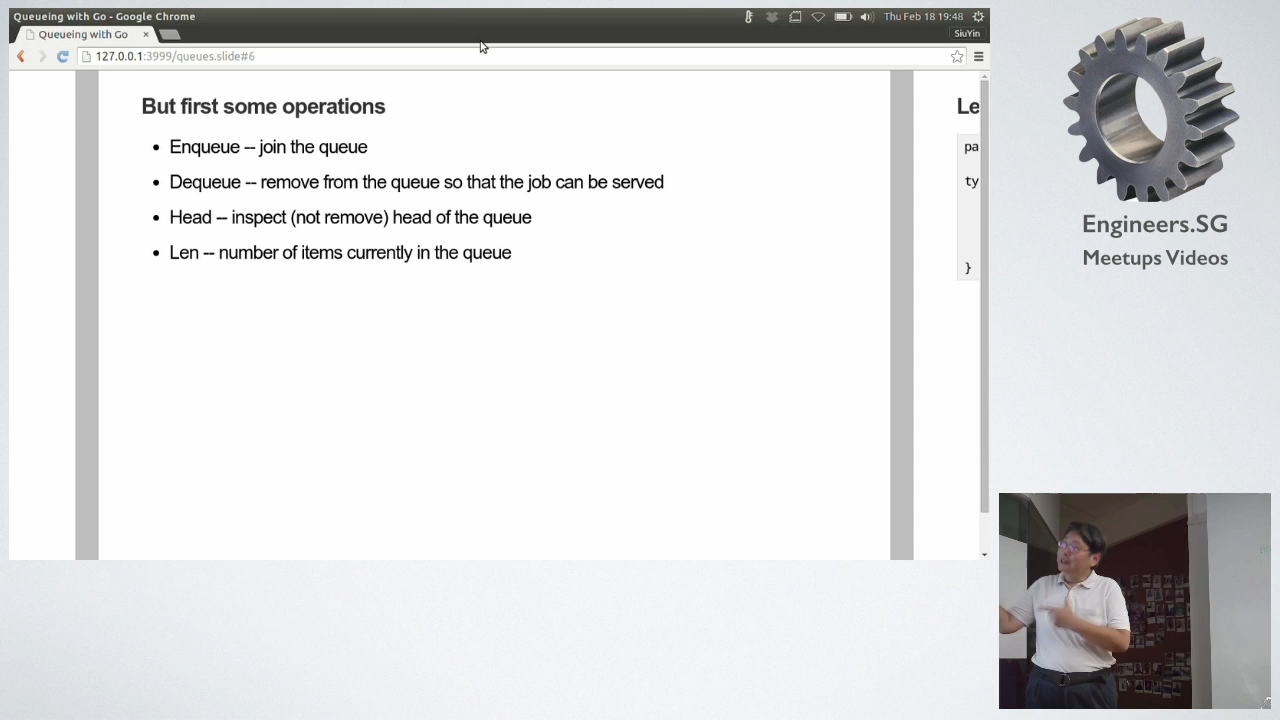 Queueing with Go - Google Chrome
Thu Feb 18 19:48
Queueing with Go
SiuYin
127.0.0.1:3999/queues.slide#6
But first some operations
Enqueue -- join the queue
Dequeue -- remove from the queue so that the job can be served
Head -- inspect (not remove) head of the queue
Len -- number of items currently in the queue
Le
pa
ty
}
Engineers.SG
Meetups Videos